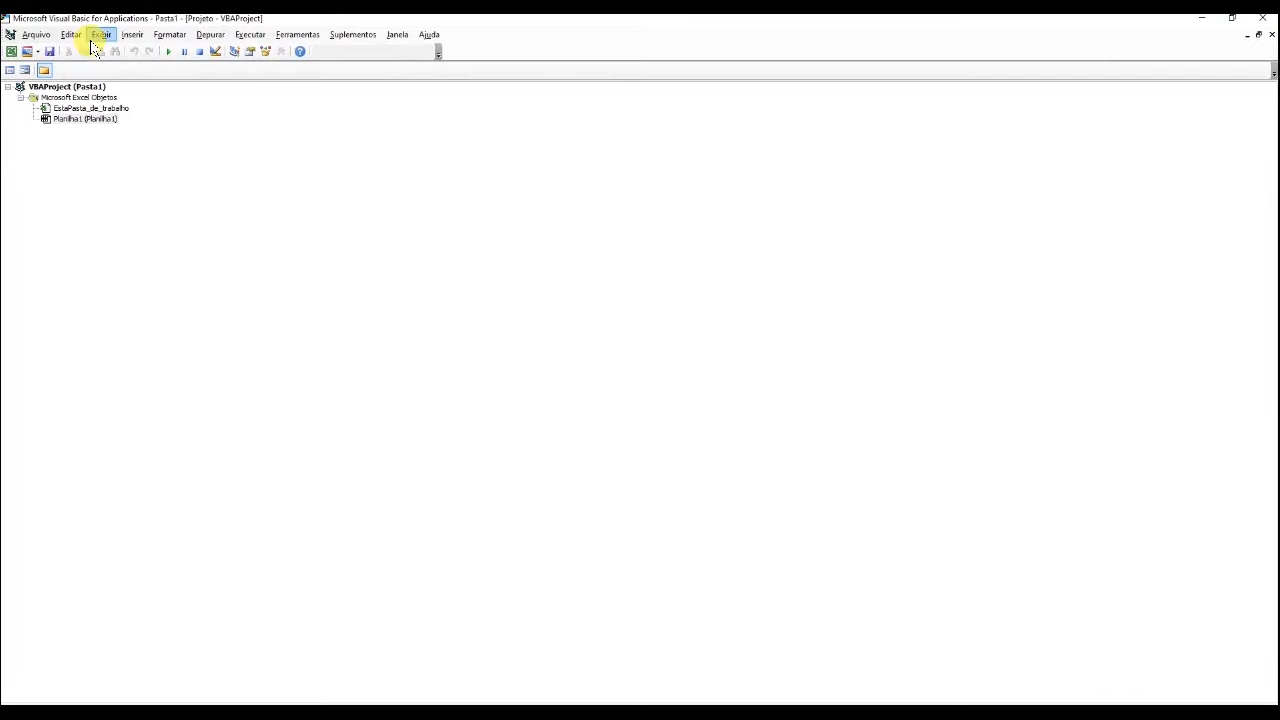 Microsoft Visual Basic for Applications - Pasta1 - [Projeto - VBAProject]
Arquivo Editar Exibir Inserir Formatar Depurar Executar Ferramentas Suplementos Janela Ajuda
VBAProject (Pasta1)
Microsoft Excel Objetos
EstaPasta_de_trabalho
Planilha1 (Planilha1)